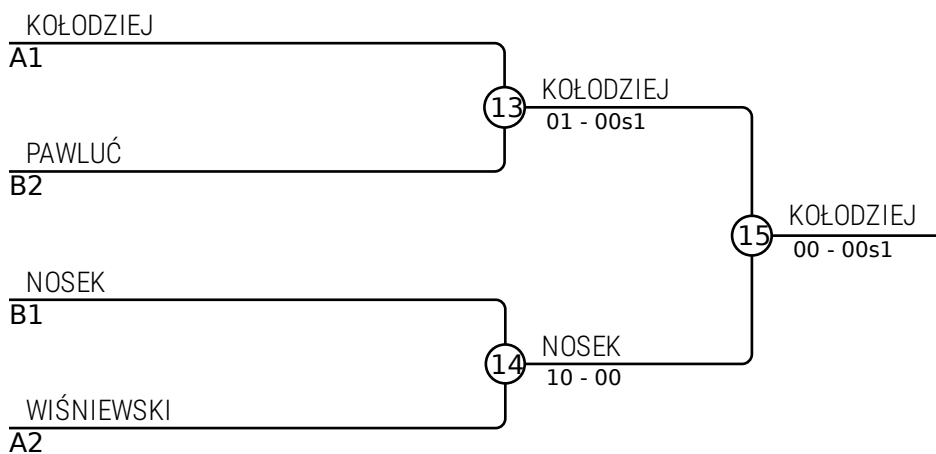 KOŁODZIEJ
A1
13
KOŁODZIEJ
01 - 00s1
PAWLUĆ
B2
15
KOŁODZIEJ
00 - 00s1
NOSEK
B1
14
NOSEK
10 - 00
WIŚNIEWSKI
A2